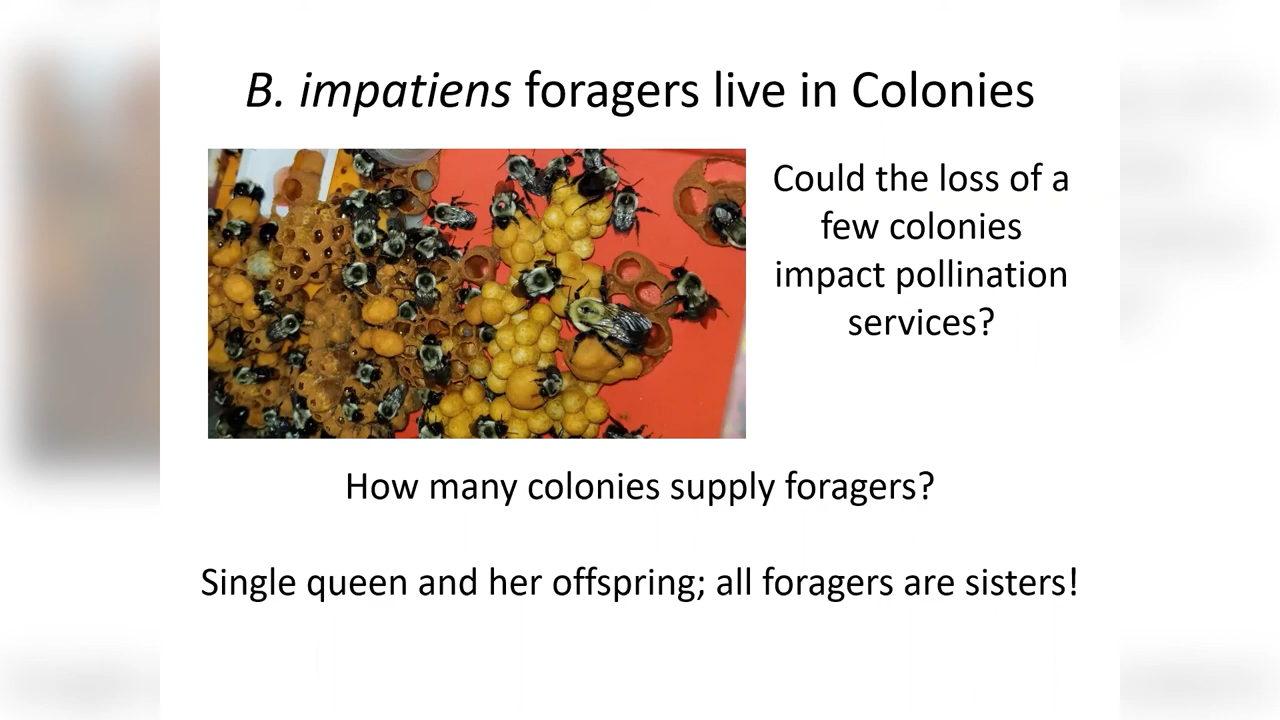 B. impatiens foragers live in Colonies
Could the loss of a
few colonies
impact pollination
services?
How many colonies supply foragers?
Single queen and her offspring; all foragers are sisters!